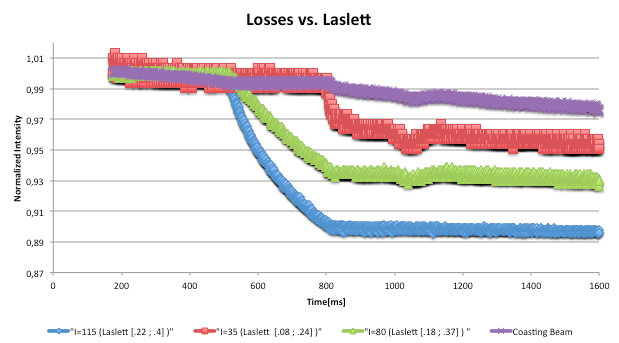 Losses vs. Laslett
Normalized Intensity
1,01
0,99
0,97
0,95
0,93
0,91
0,89
0,87
0 200 400 600 800 1000 1200 1400 1600
Time[ms]
"I=115 (Laslett [.22 ; .4] )" "I=35 (Laslett [.08 ; .24] )" "I=80 (Laslett [.18 ; .37] ) " Coasting Beam